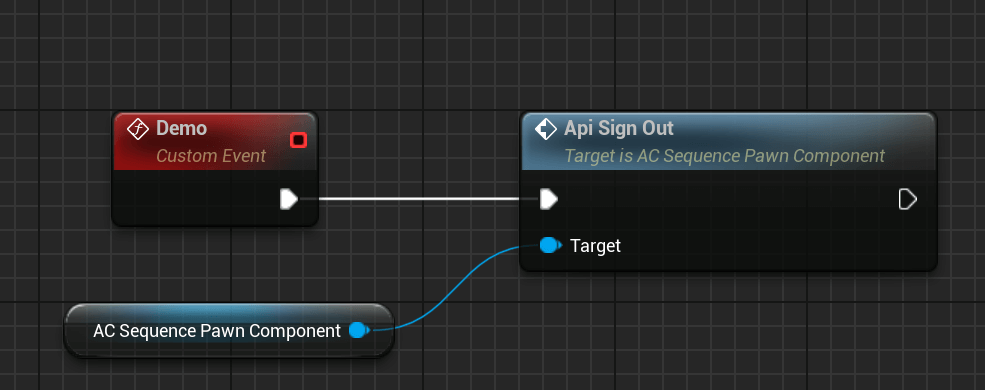 Demo
Custom Event
Api Sign Out
Target is AC Sequence Pawn Component
Target
AC Sequence Pawn Component